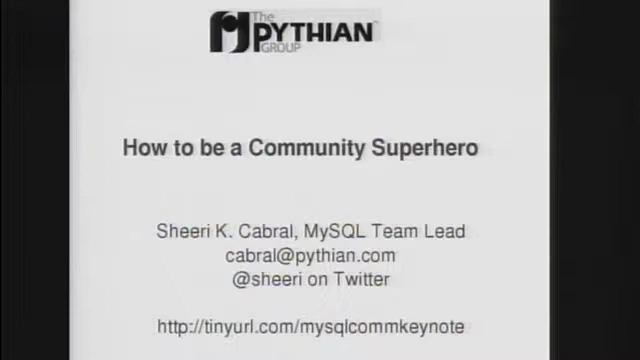 The
PYTHIAN
GROUP
How to be a Community Superhero
Sheeri K. Cabral, MySQL Team Lead
cabral@pythian.com
@sheeri on Twitter
http://tinyurl.com/mysqlcommkeynote